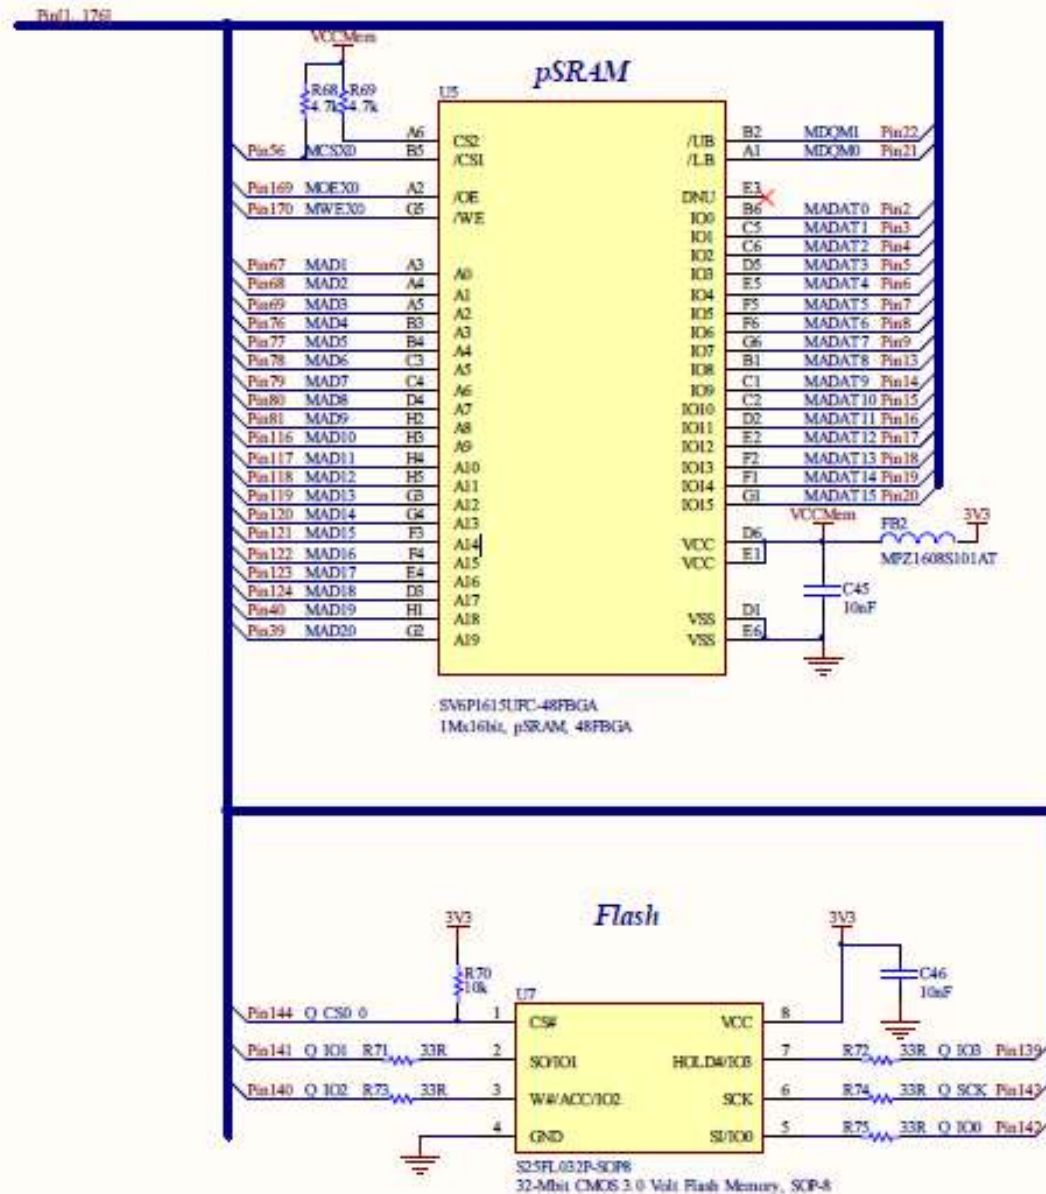 Pin[1..176]
VCCMem
pSRAM
R68 R69
4.7k 4.7k
U5
A6 CS2
Pin56 MCSX0 B5 /CS1
Pin169 MOEX0 A2 /OE
Pin170 MWEX0 G5 /WE
Pin67 MAD1 A3 A0
Pin68 MAD2 A4 A1
Pin69 MAD3 A5 A2
Pin76 MAD4 B3 A3
Pin77 MAD5 B4 A4
Pin78 MAD6 C3 A5
Pin79 MAD7 C4 A6
Pin80 MAD8 D4 A7
Pin81 MAD9 H2 A8
Pin116 MAD10 H3 A9
Pin117 MAD11 H4 A10
Pin118 MAD12 H5 A11
Pin119 MAD13 G3 A12
Pin120 MAD14 G4 A13
Pin121 MAD15 F3 A14
Pin122 MAD16 F4 A15
Pin123 MAD17 E4 A16
Pin124 MAD18 D3 A17
Pin40 MAD19 H1 A18
Pin39 MAD20 G2 A19
/UB B2 MDQM1 Pin22
/LB A1 MDQM0 Pin21
DNU E3
IO0 B6 MADAT0 Pin2
IO1 C5 MADAT1 Pin3
IO2 C6 MADAT2 Pin4
IO3 D5 MADAT3 Pin5
IO4 E5 MADAT4 Pin6
IO5 F5 MADAT5 Pin7
IO6 F6 MADAT6 Pin8
IO7 G6 MADAT7 Pin9
IO8 B1 MADAT8 Pin13
IO9 C1 MADAT9 Pin14
IO10 C2 MADAT10 Pin15
IO11 D2 MADAT11 Pin16
IO12 E2 MADAT12 Pin17
IO13 F2 MADAT13 Pin18
IO14 F1 MADAT14 Pin19
IO15 G1 MADAT15 Pin20
VCCMem FB2 3V3
VCC D6
VCC E1
MPZ1608S101AT
C45
10nF
VSS D1
VSS E6
SV6P1615UFC-48FBGA
1Mx16bit, pSRAM, 48FBGA
Flash
3V3
R70
10k
3V3
C46
10nF
U7
Pin144 Q_CS0_0 1 CS#
Pin141 Q_IO1 R71 33R 2 SO/IO1
Pin140 Q_IO2 R73 33R 3 W#/ACC/IO2
4 GND
VCC 8
HOLD#/IO3 7 R72 33R Q_IO3 Pin139
SCK 6 R74 33R Q_SCK Pin143
SI/IO0 5 R75 33R Q_IO0 Pin142
S25FL032P-SOP8
32-Mbit CMOS 3.0 Volt Flash Memory, SOP-8